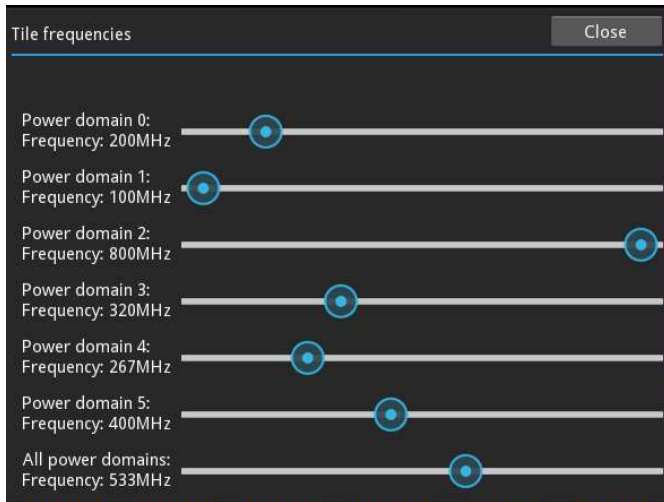 Tile frequencies
Close
Power domain 0:
Frequency: 200MHz
Power domain 1:
Frequency: 100MHz
Power domain 2:
Frequency: 800MHz
Power domain 3:
Frequency: 320MHz
Power domain 4:
Frequency: 267MHz
Power domain 5:
Frequency: 400MHz
All power domains:
Frequency: 533MHz